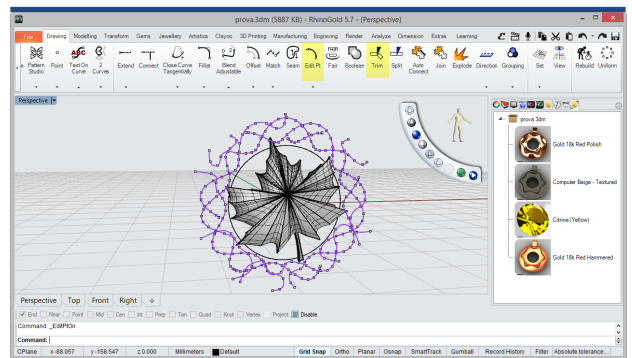 prova.3dm (5887 KB) - RhinoGold 5.7 - [Perspective]
File Drawing Modelling Transform Gems Jewellery Artistics Clayoo 3D Printing Manufacturing Engraving Render Analyze Dimension Extras Learning
Pattern Studio Point Text On Curve 2 Curves Extend Connect Close Curve Tangentially Fillet Blend Adjustable Offset Match Seam Edit Pt Fair Boolean Trim Split Auto Connect Join Explode Direction Grouping Set View Rebuild Uniform
Perspective
prova.3dm
Gold 18k Red Polish
Computer Beige - Textured
Citrine (Yellow)
Gold 18k Red Hammered
Perspective Top Front Right
End Near Point Mid Cen Int Perp Tan Quad Knot Vertex Project Disable
Command: _EditPtOn
Command:
CPlane x -88.057 y -158.547 z 0.000 Millimeters Default Grid Snap Ortho Planar Osnap SmartTrack Gumball Record History Filter Absolute tolerance:...